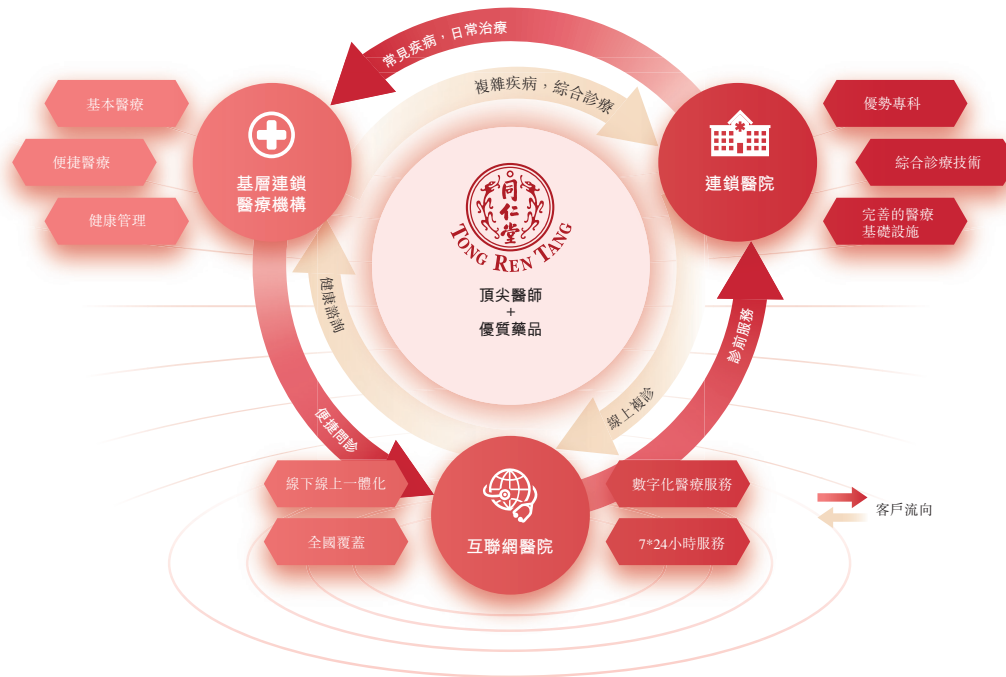 常見疾病，日常治療
複雜疾病，綜合診療
基本醫療
便捷醫療
健康管理
基層連鎖
醫療機構
同仁堂
TONG REN TANG
頂尖醫師
+
優質藥品
連鎖醫院
優勢專科
綜合診療技術
完善的醫療
基礎設施
健康諮詢
便捷問診
線上複診
診前服務
線下線上一體化
全國覆蓋
互聯網醫院
數字化醫療服務
7*24小時服務
客戶流向